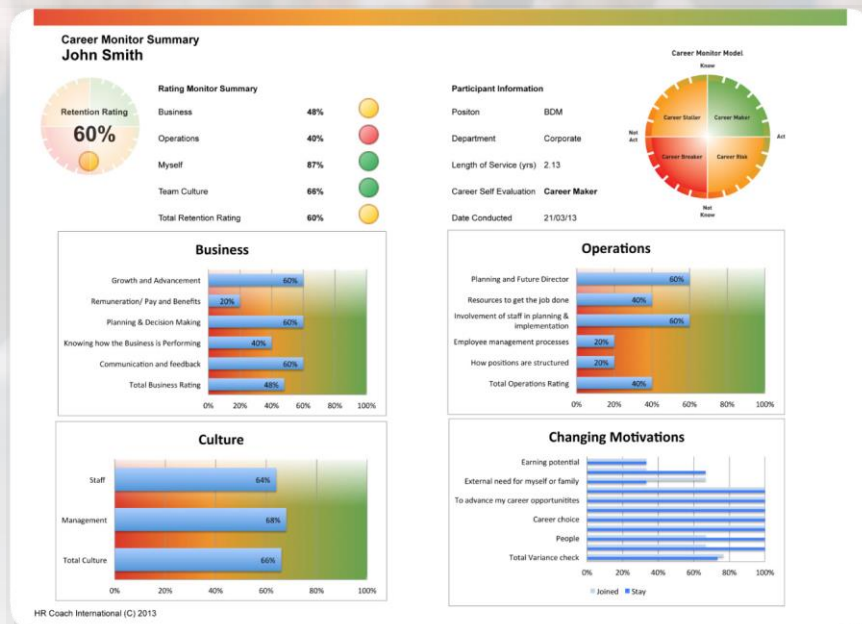 Career Monitor Summary
John Smith
Retention Rating
60%
Rating Monitor Summary
Business 48%
Operations 40%
Myself 87%
Team Culture 66%
Total Retention Rating 60%
Participant Information
Positon BDM
Department Corporate
Length of Service (yrs) 2.13
Career Self Evaluation Career Maker
Date Conducted 21/03/13
Career Monitor Model
Know
Career Staller Career Maker
Not Act
Act
Career Breaker Career Risk
Not Know
Business
Growth and Advancement 60%
Remuneration/ Pay and Benefits 20%
Planning & Decision Making 60%
Knowing how the Business is Performing 40%
Communication and feedback 60%
Total Business Rating 48%
0% 20% 40% 60% 80% 100%
Operations
Planning and Future Director 60%
Resources to get the job done 40%
Involvement of staff in planning &
implementation 60%
Employee management processes 20%
How positions are structured 20%
Total Operations Rating 40%
0% 20% 40% 60% 80% 100%
Culture
Staff 64%
Management 68%
Total Culture 66%
0% 20% 40% 60% 80% 100%
Changing Motivations
Earning potential
External need for myself or family
To advance my career opportunitites
Career choice
People
Total Variance check
0% 20% 40% 60% 80% 100%
Joined Stay
HR Coach International (C) 2013